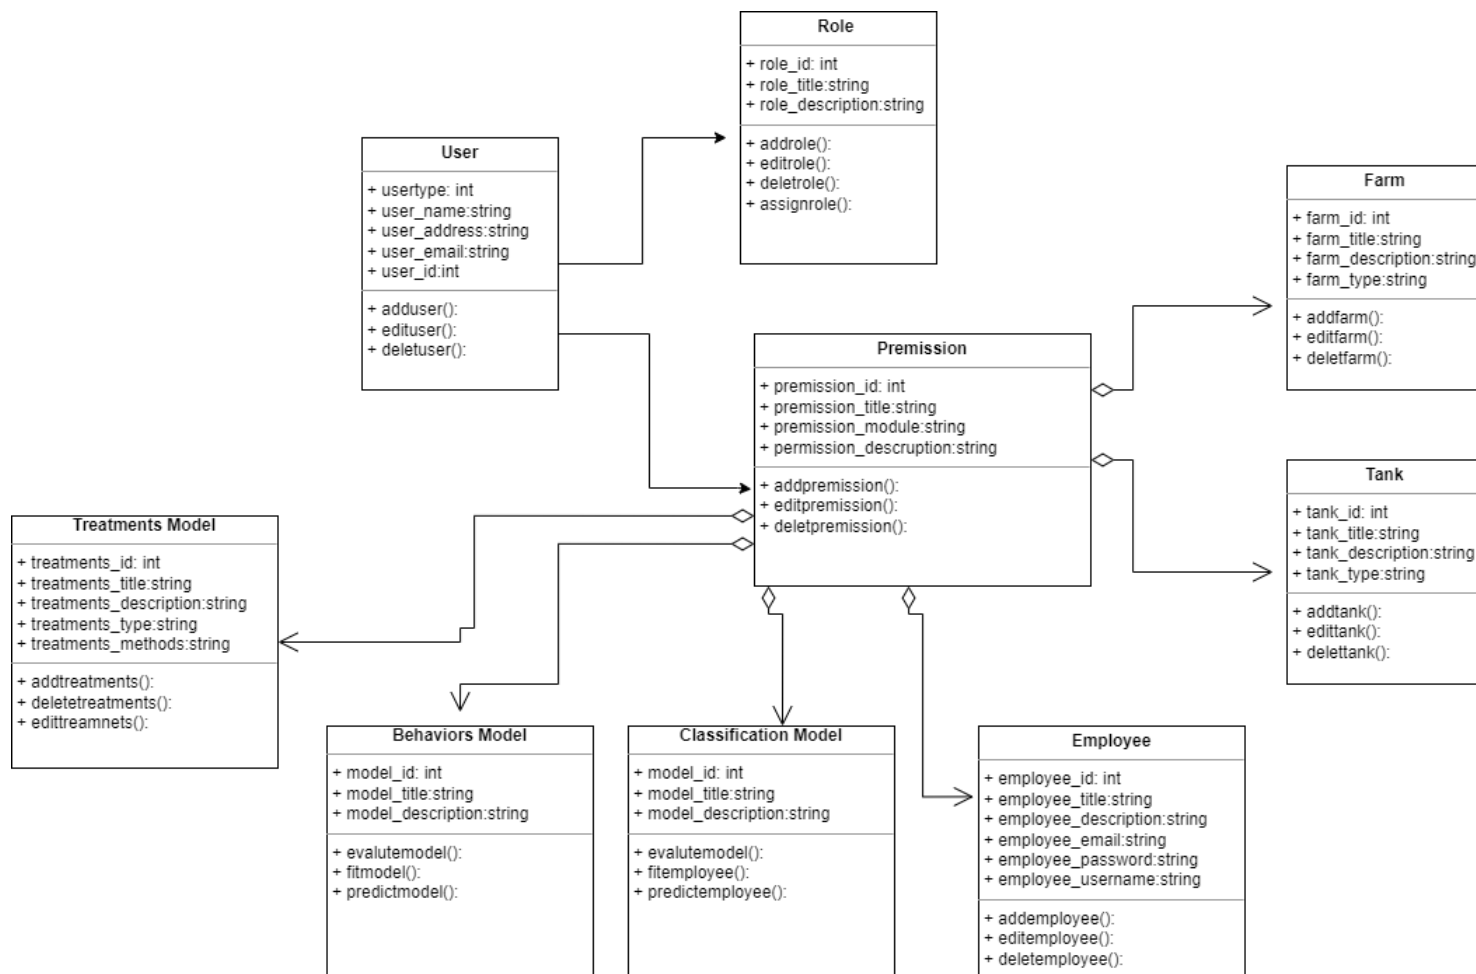 Role
+ role_id: int
+ role_title:string
+ role_description:string
+ addrole():
+ editrole():
+ deletrole():
+ assignrole():
User
+ usertype: int
+ user_name:string
+ user_address:string
+ user_email:string
+ user_id:int
+ adduser():
+ edituser():
+ deletuser():
Farm
+ farm_id: int
+ farm_title:string
+ farm_description:string
+ farm_type:string
+ addfarm():
+ editfarm():
+ deletfarm():
Premission
+ premission_id: int
+ premission_title:string
+ premission_module:string
+ permission_descruption:string
+ addpremission():
+ editpremission():
+ deletpremission():
Tank
+ tank_id: int
+ tank_title:string
+ tank_description:string
+ tank_type:string
+ addtank():
+ edittank():
+ delettank():
Treatments Model
+ treatments_id: int
+ treatments_title:string
+ treatments_description:string
+ treatments_type:string
+ treatments_methods:string
+ addtreatments():
+ deletetreatments():
+ edittreamnets():
Behaviors Model
+ model_id: int
+ model_title:string
+ model_description:string
+ evalutemodel():
+ fitmodel():
+ predictmodel():
Classification Model
+ model_id: int
+ model_title:string
+ model_description:string
+ evalutemodel():
+ fitemployee():
+ predictemployee():
Employee
+ employee_id: int
+ employee_title:string
+ employee_description:string
+ employee_email:string
+ employee_password:string
+ employee_username:string
+ addemployee():
+ editemployee():
+ deletemployee():